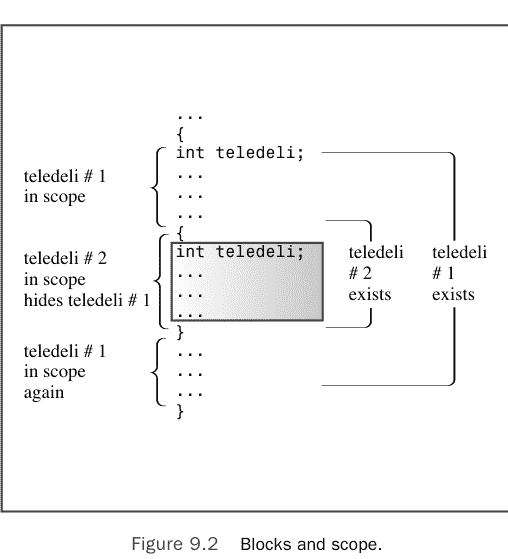 ...
{
int teledeli;
...
...
...
{
int teledeli;
...
...
...
}
...
...
...
}
teledeli # 1
in scope
teledeli # 2
in scope
hides teledeli # 1
teledeli # 1
in scope
again
teledeli
# 2
exists
teledeli
# 1
exists
Figure 9.2 Blocks and scope.